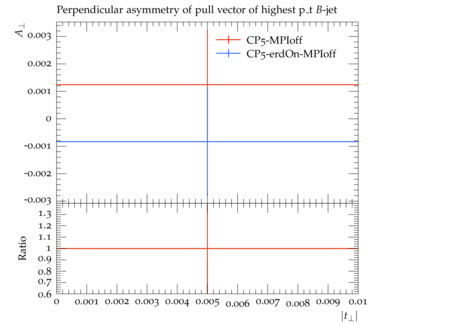 Perpendicular asymmetry of pull vector of highest p_t B-jet
A⊥
0.003
0.002
0.001
0
-0.001
-0.002
-0.003
CP5-MPIoff
CP5-erdOn-MPIoff
Ratio
1.3
1.2
1.1
1
0.9
0.8
0.7
0.6
0 0.001 0.002 0.003 0.004 0.005 0.006 0.007 0.008 0.009 0.01
|t⊥|